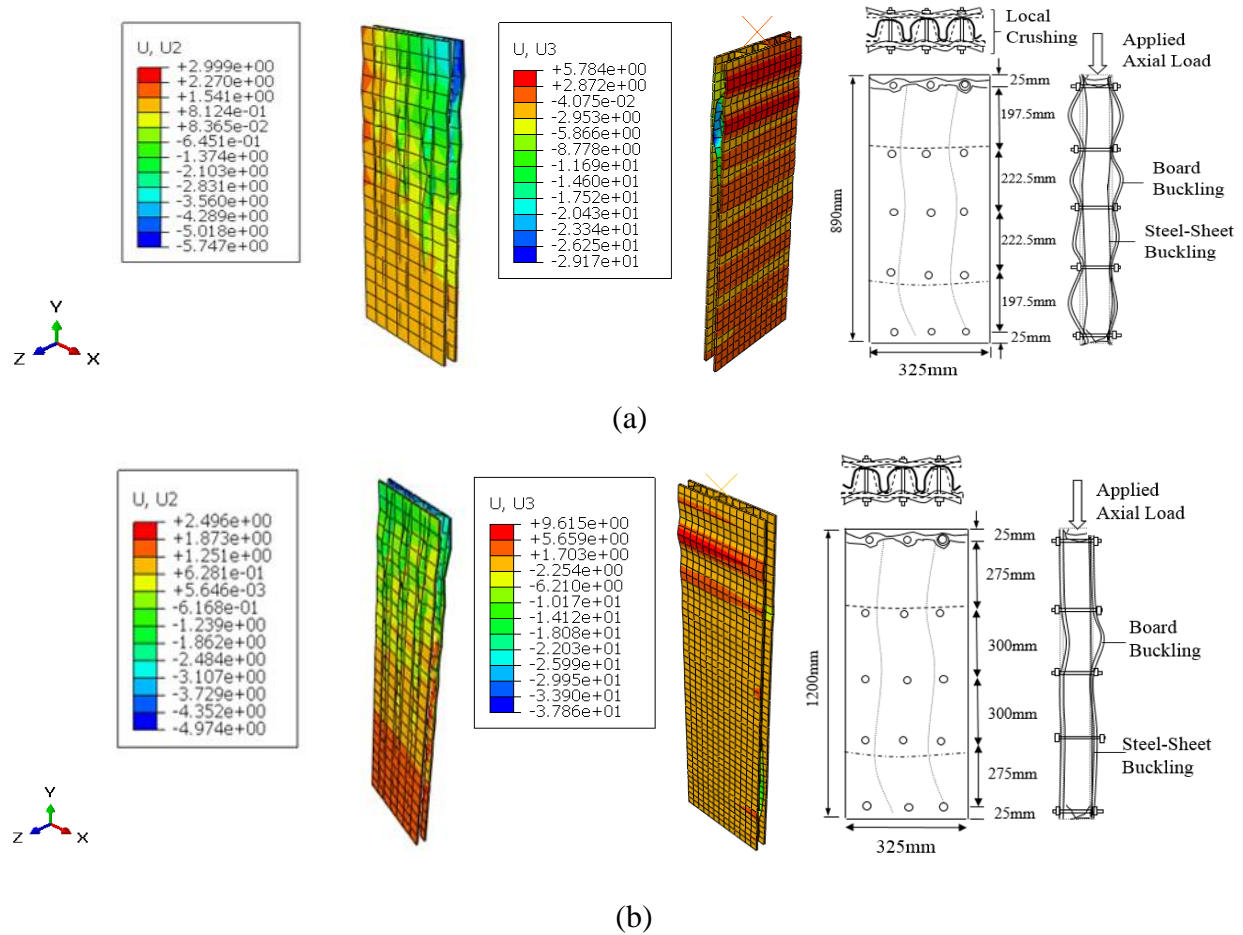 U, U2
+2.999e+00
+2.270e+00
+1.541e+00
+8.124e-01
+8.365e-02
-6.451e-01
-1.374e+00
-2.103e+00
-2.831e+00
-3.560e+00
-4.289e+00
-5.018e+00
-5.747e+00
U, U3
+5.784e+00
+2.872e+00
-4.075e-02
-2.953e+00
-5.866e+00
-8.778e+00
-1.169e+01
-1.460e+01
-1.752e+01
-2.043e+01
-2.334e+01
-2.625e+01
-2.917e+01
Y
Z
X
Local
Crushing
Applied
Axial Load
25mm
197.5mm
222.5mm
222.5mm
197.5mm
25mm
890mm
325mm
Board
Buckling
Steel-Sheet
Buckling
(a)
U, U2
+2.496e+00
+1.873e+00
+1.251e+00
+6.281e-01
+5.646e-03
-6.168e-01
-1.239e+00
-1.862e+00
-2.484e+00
-3.107e+00
-3.729e+00
-4.352e+00
-4.974e+00
U, U3
+9.615e+00
+5.659e+00
+1.703e+00
-2.254e+00
-6.210e+00
-1.017e+01
-1.412e+01
-1.808e+01
-2.203e+01
-2.599e+01
-2.995e+01
-3.390e+01
-3.786e+01
Y
Z
X
Applied
Axial Load
25mm
275mm
300mm
300mm
275mm
25mm
1200mm
325mm
Board
Buckling
Steel-Sheet
Buckling
(b)